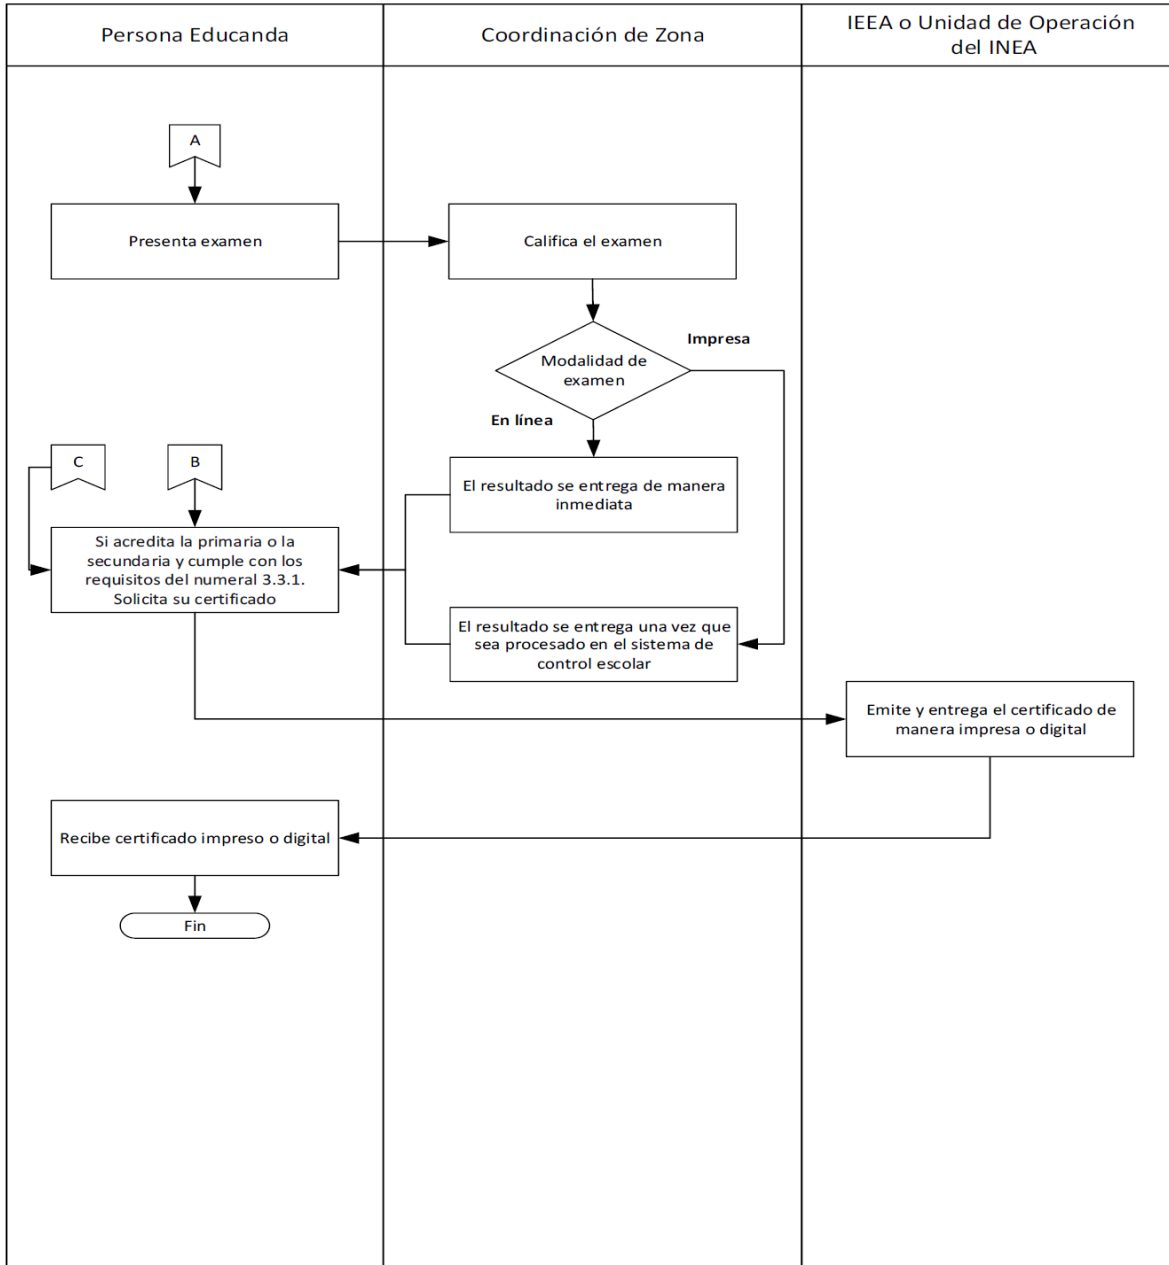 Persona Educanda
Coordinación de Zona
IEEA o Unidad de Operación
del INEA
A
Presenta examen
Califica el examen
Modalidad de
examen
Impresa
En línea
C
B
El resultado se entrega de manera
inmediata
Si acredita la primaria o la
secundaria y cumple con los
requisitos del numeral 3.3.1.
Solicita su certificado
El resultado se entrega una vez que
sea procesado en el sistema de
control escolar
Emite y entrega el certificado de
manera impresa o digital
Recibe certificado impreso o digital
Fin